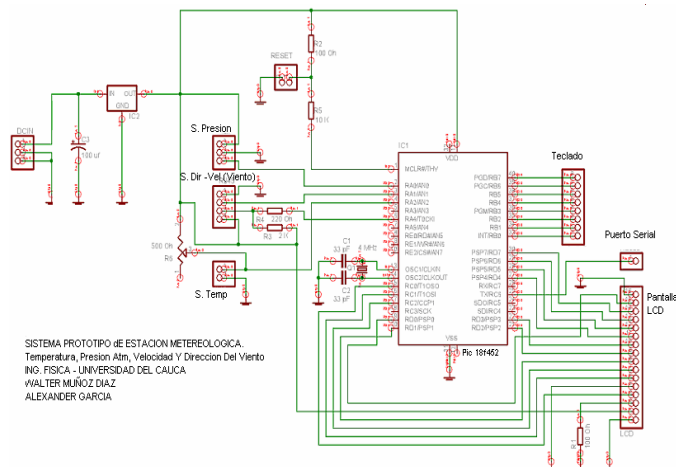 R2
100 Oh
RESET
IN
OUT
GND
IC3
R5
10K
DCIN
C3
100 uf
S. Presion
S. Dir -Vel.(Viento)
IC1
VDD
MCLR#/THV
RA0/AN0
RA1/AN1
RA2/AN2
RA3/AN3
RA4/T0CKI
RA5/AN4
RE0/RD#/AN5
RE1/WR#/AN6
RE2/CS#/AN7
OSC1/CLKIN
OSC2/CLKOUT
RC0/T1OSO
RC1/T1OSI
RC2/CCP1
RC3/SCK
RD0/PSP0
RD1/PSP1
PGD/RB7
PGC/RB6
RB5
RB4
PGM/RB3
RB2
RB1
INT/RB0
PSP7/RD7
PSP6/RD6
PSP5/RD5
PSP4/RD4
RX/RC7
TX/RC6
SDO/RC5
SDI/RC4
PSP3/RD3
PSP2/RD2
VSS
Pic 18f452
Teclado
Puerto Serial
Pantalla
LCD
LCD
R4
220 Oh
R3
C1
33 pF
4 MHz
C2
33 pF
500 Oh
S. Temp
R 1
100 Oh
SISTEMA PROTOTIPO dE ESTACION METEREOLOGICA.
Temperatura, Presion Atm, Velocidad Y Direccion Del Viento
ING. FISICA - UNIVERSIDAD DEL CAUCA
WALTER MUÑOZ DIAZ
ALEXANDER GARCIA